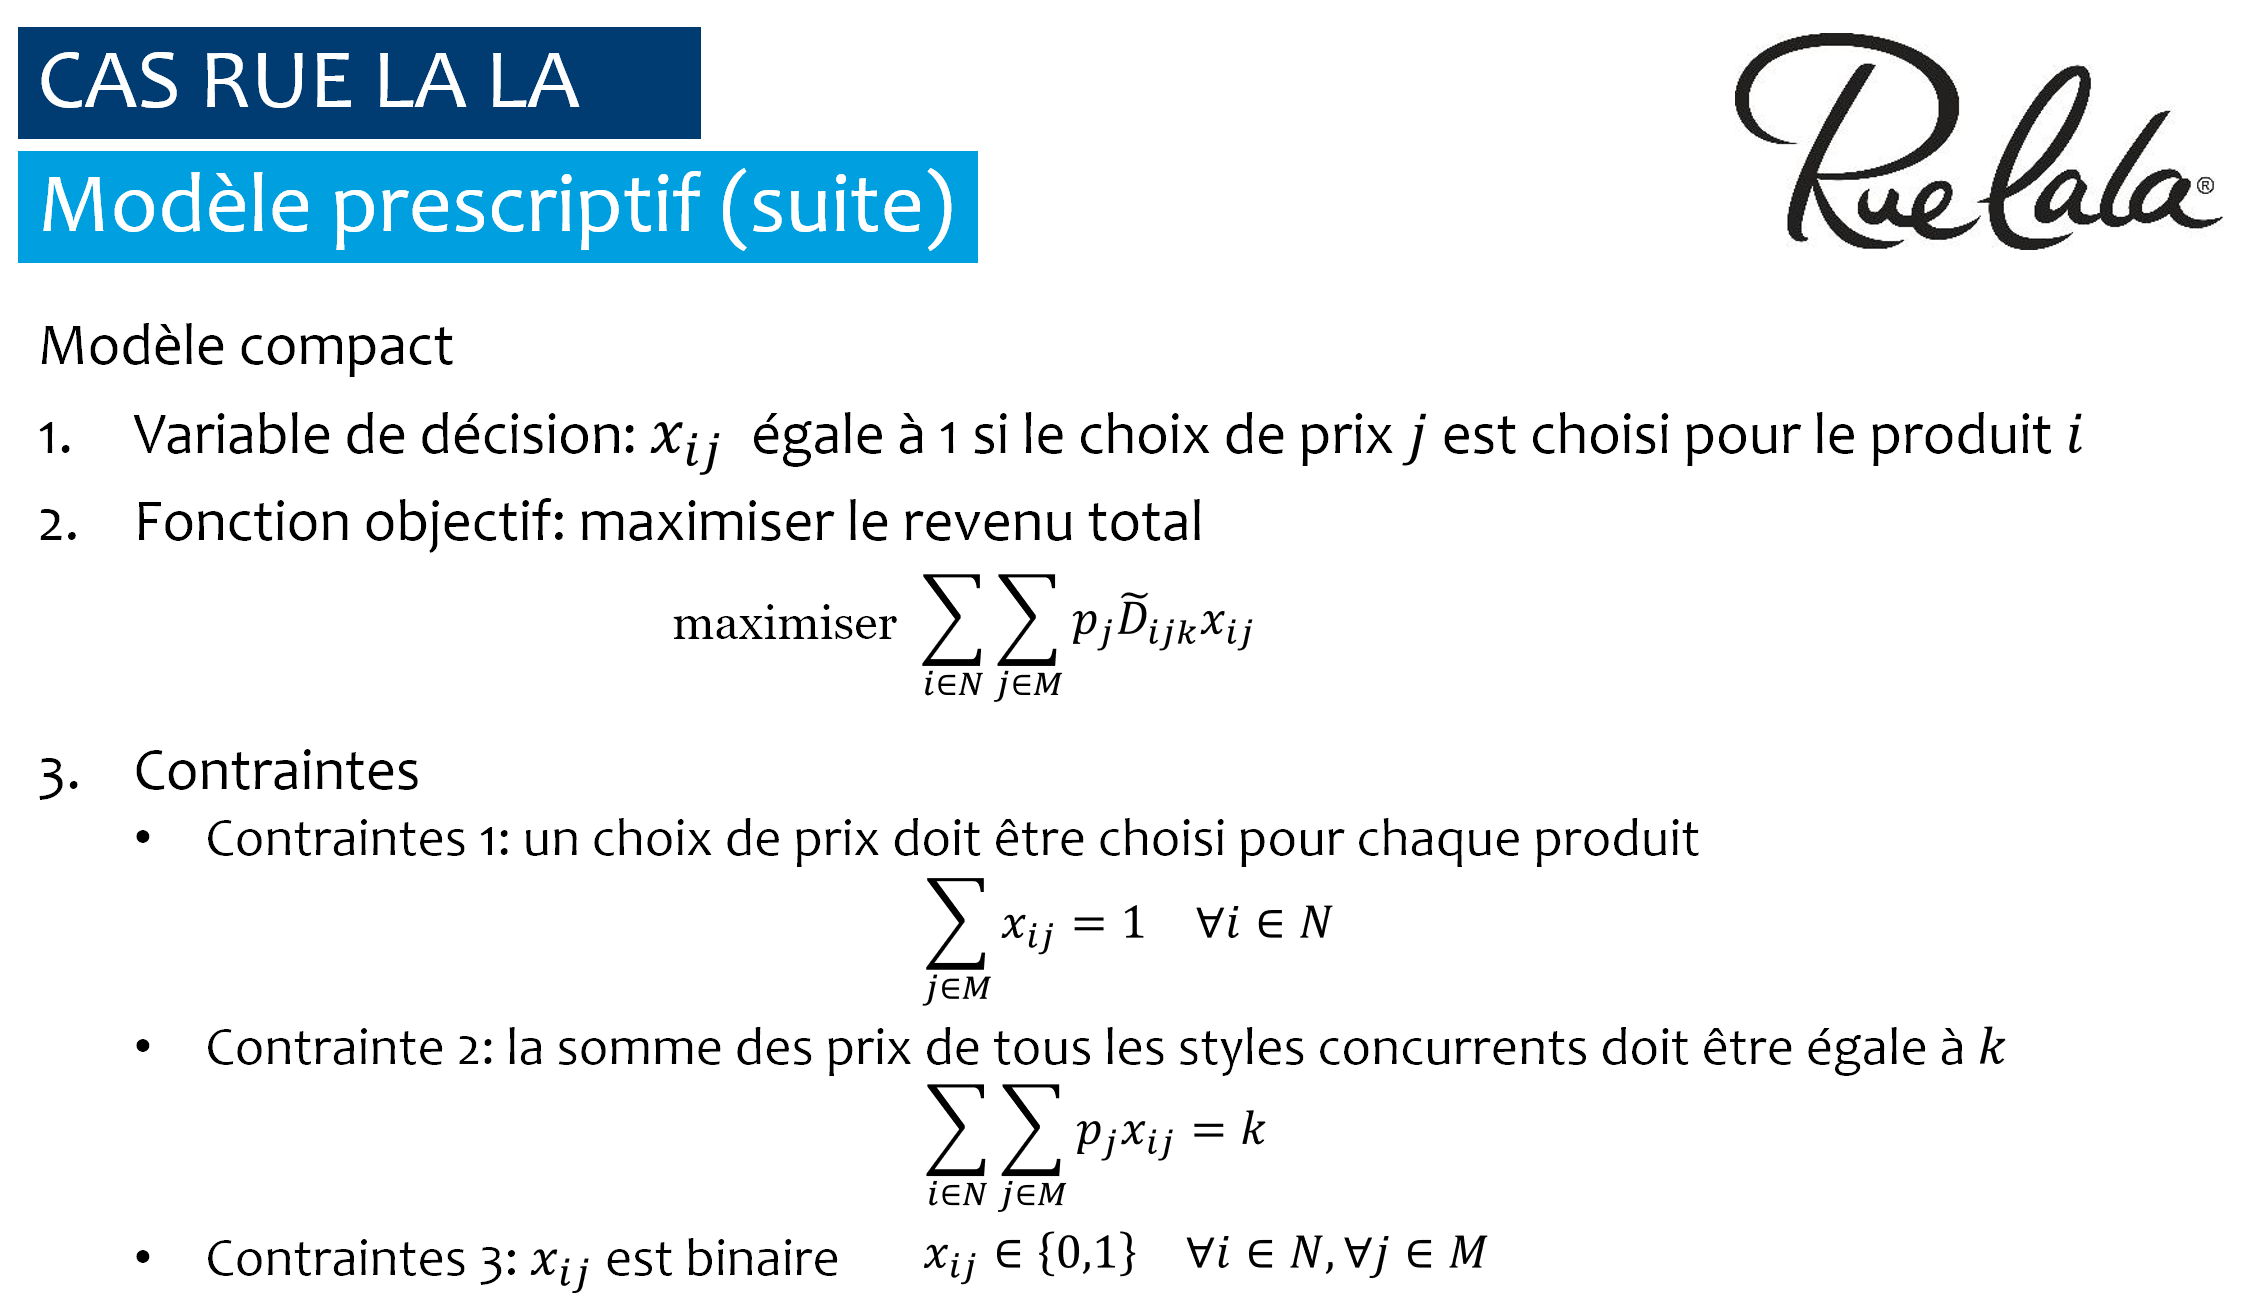 CAS RUE LA LA
Rue la la®
Modèle prescriptif (suite)
Modèle compact
1. Variable de décision: $x_{ij}$ égale à 1 si le choix de prix $j$ est choisi pour le produit $i$
2. Fonction objectif: maximiser le revenu total
maximiser $\sum_{i \in N} \sum_{j \in M} p_j \widetilde{D}_{ijk} x_{ij}$
3. Contraintes
• Contraintes 1: un choix de prix doit être choisi pour chaque produit
$\sum_{j \in M} x_{ij} = 1 \quad \forall i \in N$
• Contrainte 2: la somme des prix de tous les styles concurrents doit être égale à $k$
$\sum_{i \in N} \sum_{j \in M} p_j x_{ij} = k$
• Contraintes 3: $x_{ij}$ est binaire $x_{ij} \in \{0,1\} \quad \forall i \in N, \forall j \in M$